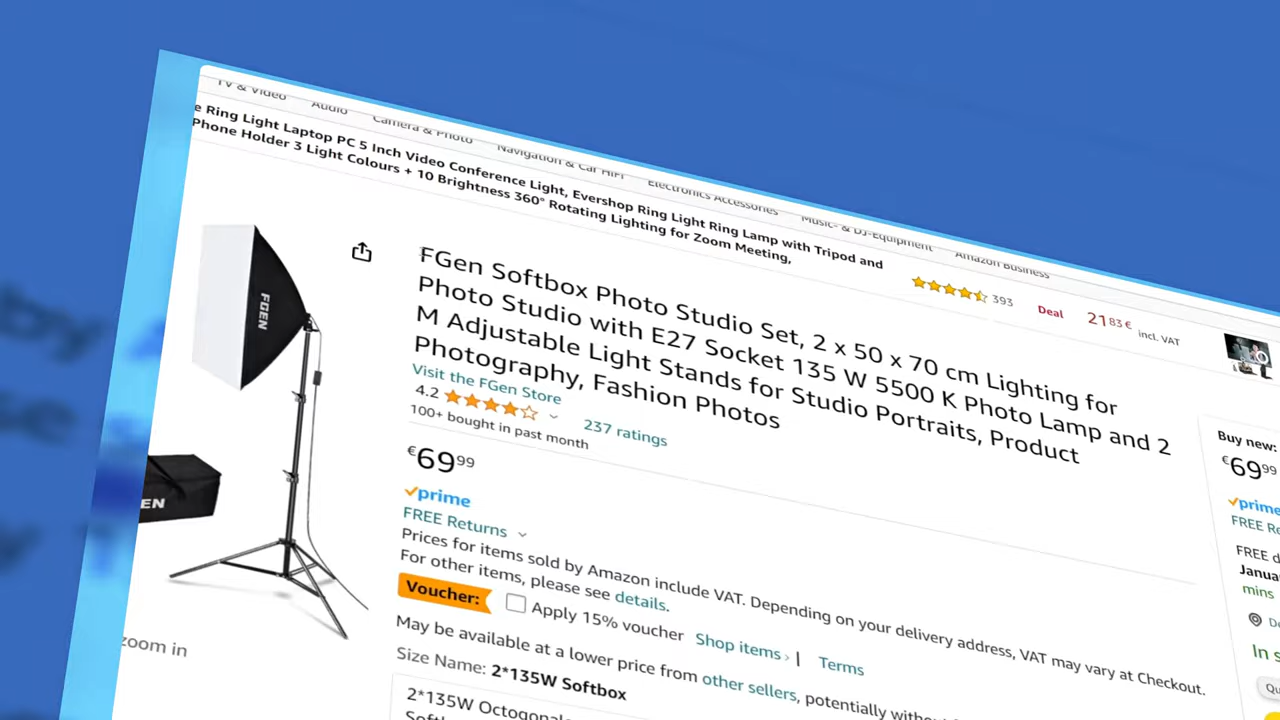 TV & Video
Audio
Camera & Photo
Navigation & Car HiFi
Electronics Accessories
Music- & DJ-Equipment
Amazon Business
e Ring Light Laptop PC 5 Inch Video Conference Light, Evershop Ring Light Ring Lamp with Tripod and
Phone Holder 3 Light Colours + 10 Brightness 360° Rotating Lighting for Zoom Meeting,
393
Deal
21 83 € incl. VAT
FGEN
EN
zoom in
FGen Softbox Photo Studio Set, 2 x 50 x 70 cm Lighting for
Photo Studio with E27 Socket 135 W 5500 K Photo Lamp and 2
M Adjustable Light Stands for Studio Portraits, Product
Photography, Fashion Photos
Visit the FGen Store
4.2
237 ratings
100+ bought in past month
€69 99
prime
FREE Returns
Prices for items sold by Amazon include VAT. Depending on your delivery address, VAT may vary at Checkout.
For other items, please see details.
Voucher: Apply 15% voucher Shop items › | Terms
May be available at a lower price from other sellers, potentially without
Size Name: 2*135W Softbox
2*135W Octogonal
Buy new:
€69 99
prime
FREE Re
FREE d
Janua
mins
In s
Qu